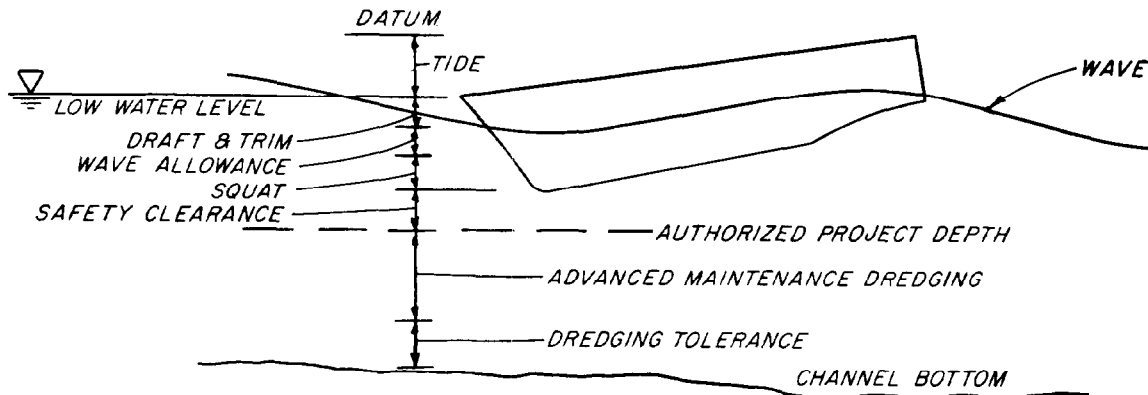 DATUM
TIDE
WAVE
LOW WATER LEVEL
DRAFT & TRIM
WAVE ALLOWANCE
SQUAT
SAFETY CLEARANCE
AUTHORIZED PROJECT DEPTH
ADVANCED MAINTENANCE DREDGING
DREDGING TOLERANCE
CHANNEL BOTTOM